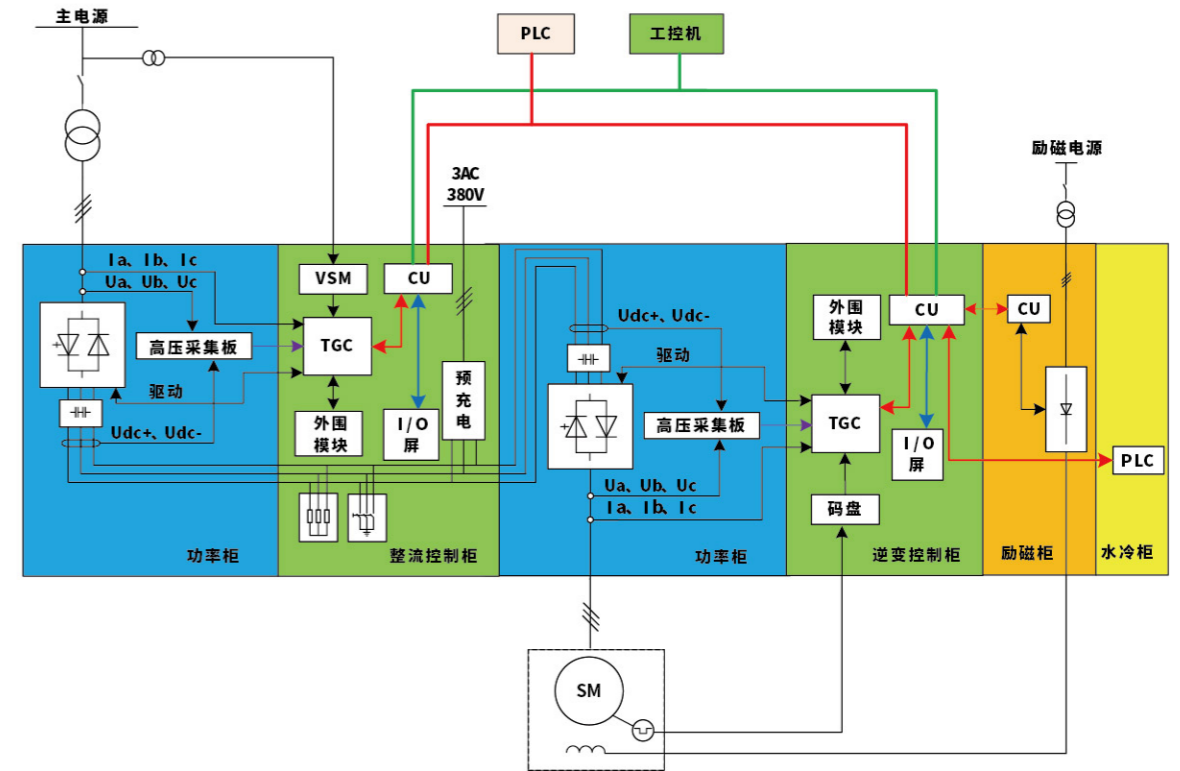 主电源
PLC
工控机
励磁电源
3AC
380V
Ia、Ib、Ic
Ua、Ub、Uc
VSM
CU
高压采集板
TGC
驱动
Udc+、Udc-
外围
模块
I/O
屏
预
充
电
功率柜
整流控制柜
Udc+、Udc-
驱动
高压采集板
Ua、Ub、Uc
Ia、Ib、Ic
功率柜
外围
模块
CU
TGC
I/O
屏
码盘
逆变控制柜
CU
励磁柜
PLC
水冷柜
SM